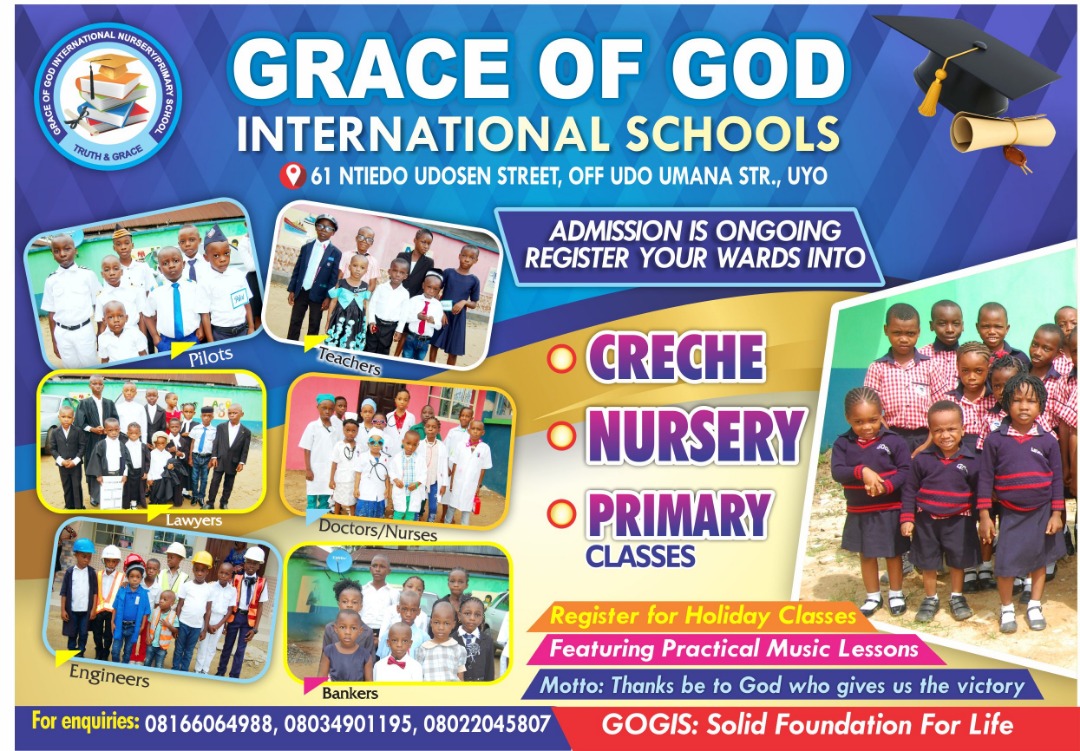 GRACE OF GOD INTERNATIONAL NURSERY/PRIMARY SCHOOL
TRUTH & GRACE
GRACE OF GOD
INTERNATIONAL SCHOOLS
61 NTIEDO UDOSEN STREET, OFF UDO UMANA STR., UYO
ADMISSION IS ONGOING
REGISTER YOUR WARDS INTO
Pilots
Teachers
Lawyers
Doctors/Nurses
Engineers
Bankers
CRECHE
NURSERY
PRIMARY
CLASSES
Register for Holiday Classes
Featuring Practical Music Lessons
Motto: Thanks be to God who gives us the victory
For enquiries: 08166064988, 08034901195, 08022045807
GOGIS: Solid Foundation For Life